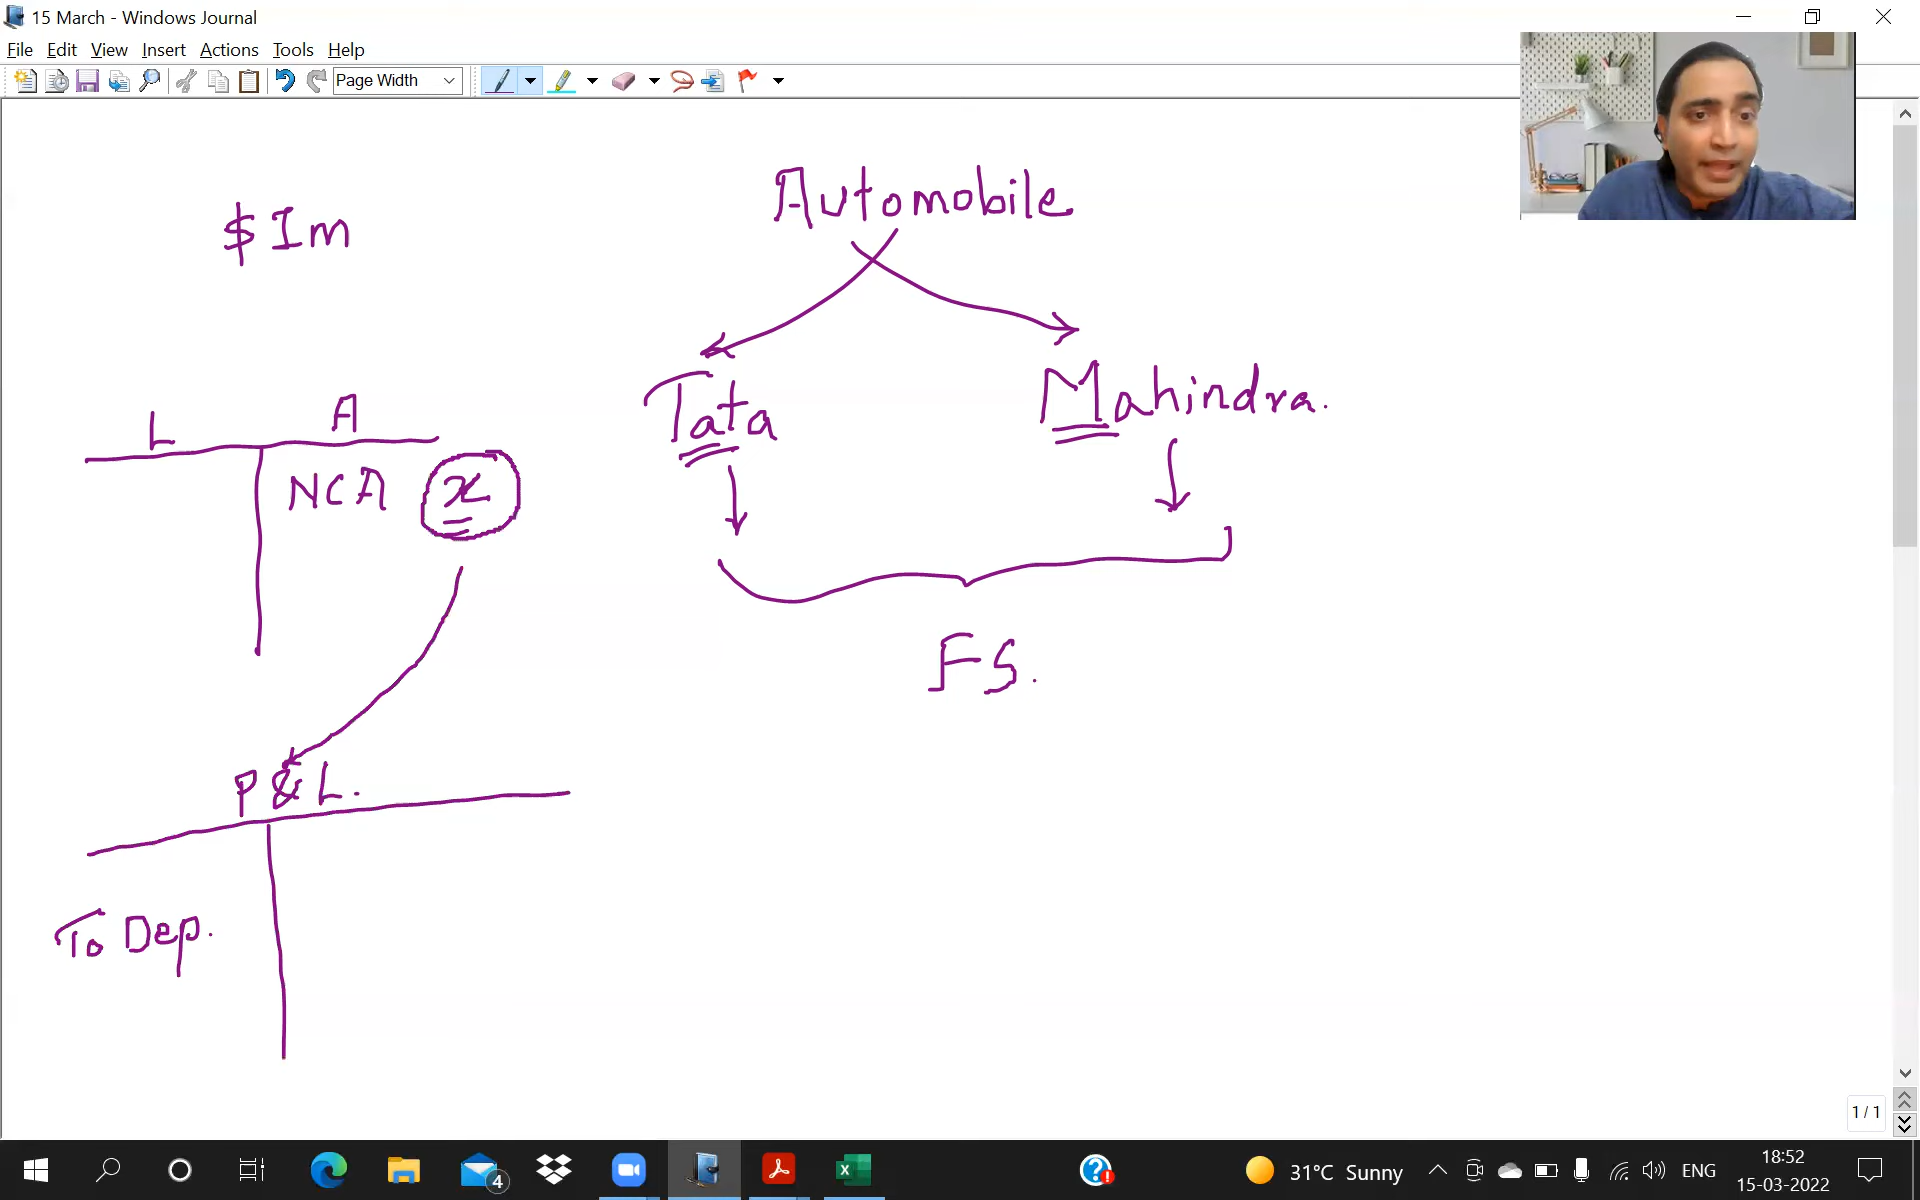 15 March - Windows Journal
File Edit View Insert Actions Tools Help
Page Width
$ 1m
Automobile
Tata
Mahindra.
L
A
NCA x
FS.
P & L.
To Dep.
1 / 1
4
31°C Sunny
ENG
18:52
15-03-2022